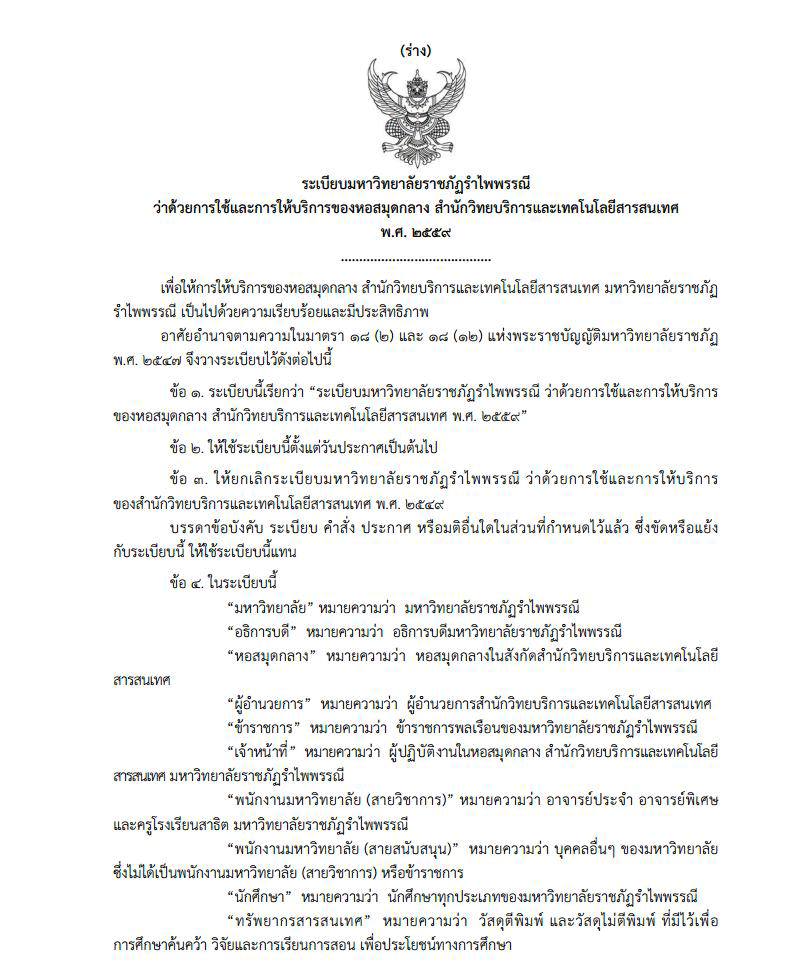 (ร่าง)
ระเบียบมหาวิทยาลัยราชภัฏรำไพพรรณี
ว่าด้วยการใช้และการให้บริการของหอสมุดกลาง สำนักวิทยบริการและเทคโนโลยีสารสนเทศ
พ.ศ. ๒๕๕๙
.........................................
เพื่อให้การให้บริการของหอสมุดกลาง สำนักวิทยบริการและเทคโนโลยีสารสนเทศ มหาวิทยาลัยราชภัฏ
รำไพพรรณี เป็นไปด้วยความเรียบร้อยและมีประสิทธิภาพ
อาศัยอำนาจตามความในมาตรา ๑๘ (๒) และ ๑๘ (๑๒) แห่งพระราชบัญญัติมหาวิทยาลัยราชภัฏ
พ.ศ. ๒๕๔๗ จึงวางระเบียบไว้ดังต่อไปนี้
ข้อ ๑. ระเบียบนี้เรียกว่า “ระเบียบมหาวิทยาลัยราชภัฏรำไพพรรณี ว่าด้วยการใช้และการให้บริการ
ของหอสมุดกลาง สำนักวิทยบริการและเทคโนโลยีสารสนเทศ พ.ศ. ๒๕๕๙”
ข้อ ๒. ให้ใช้ระเบียบนี้ตั้งแต่วันประกาศเป็นต้นไป
ข้อ ๓. ให้ยกเลิกระเบียบมหาวิทยาลัยราชภัฏรำไพพรรณี ว่าด้วยการใช้และการให้บริการ
ของสำนักวิทยบริการและเทคโนโลยีสารสนเทศ พ.ศ. ๒๕๔๙
บรรดาข้อบังคับ ระเบียบ คำสั่ง ประกาศ หรือมติอื่นใดในส่วนที่กำหนดไว้แล้ว ซึ่งขัดหรือแย้ง
กับระเบียบนี้ ให้ใช้ระเบียบนี้แทน
ข้อ ๔. ในระเบียบนี้
“มหาวิทยาลัย” หมายความว่า มหาวิทยาลัยราชภัฏรำไพพรรณี
“อธิการบดี” หมายความว่า อธิการบดีมหาวิทยาลัยราชภัฏรำไพพรรณี
“หอสมุดกลาง” หมายความว่า หอสมุดกลางในสังกัดสำนักวิทยบริการและเทคโนโลยี
สารสนเทศ
“ผู้อำนวยการ” หมายความว่า ผู้อำนวยการสำนักวิทยบริการและเทคโนโลยีสารสนเทศ
“ข้าราชการ” หมายความว่า ข้าราชการพลเรือนของมหาวิทยาลัยราชภัฏรำไพพรรณี
“เจ้าหน้าที่” หมายความว่า ผู้ปฏิบัติงานในหอสมุดกลาง สำนักวิทยบริการและเทคโนโลยี
สารสนเทศ มหาวิทยาลัยราชภัฏรำไพพรรณี
“พนักงานมหาวิทยาลัย (สายวิชาการ)” หมายความว่า อาจารย์ประจำ อาจารย์พิเศษ
และครูโรงเรียนสาธิต มหาวิทยาลัยราชภัฏรำไพพรรณี
“พนักงานมหาวิทยาลัย (สายสนับสนุน)” หมายความว่า บุคคลอื่นๆ ของมหาวิทยาลัย
ซึ่งไม่ได้เป็นพนักงานมหาวิทยาลัย (สายวิชาการ) หรือข้าราชการ
“นักศึกษา” หมายความว่า นักศึกษาทุกประเภทของมหาวิทยาลัยราชภัฏรำไพพรรณี
“ทรัพยากรสารสนเทศ” หมายความว่า วัสดุตีพิมพ์ และวัสดุไม่ตีพิมพ์ ที่มีไว้เพื่อ
การศึกษาค้นคว้า วิจัยและการเรียนการสอน เพื่อประโยชน์ทางการศึกษา